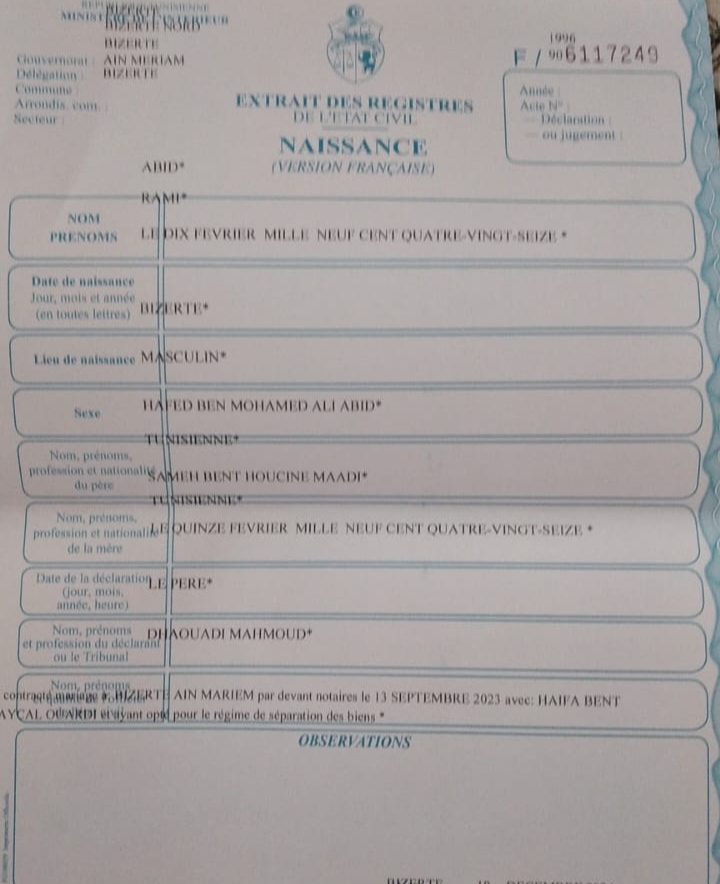 BIZERTE NORD
BIZERTE
Gouvernorat : AIN MERIAM
Délégation : BIZERTE
Commune :
Arrondis. com. :
Secteur :
1996
F / 90 6117249
Année :
Acte N° :
— Déclaration :
— ou jugement :
EXTRAIT DES REGISTRES
DE L'ETAT CIVIL
NAISSANCE
(VERSION FRANÇAISE)
ABID*
RAMI*
NOM
PRENOMS
LE DIX FEVRIER MILLE NEUF CENT QUATRE-VINGT-SEIZE *
Date de naissance
Jour, mois et année
(en toutes lettres)
BIZERTE*
Lieu de naissance
MASCULIN*
Sexe
HAFED BEN MOHAMED ALI ABID*
TUNISIENNE*
Nom, prénoms,
profession et nationalité
du père
SAMEH BENT HOUCINE MAADI*
TUNISIENNE*
Nom, prénoms,
profession et nationalité
de la mère
LE QUINZE FEVRIER MILLE NEUF CENT QUATRE-VINGT-SEIZE *
Date de la déclaration
(jour, mois,
année, heure)
LE PERE*
Nom, prénoms
et profession du déclarant
ou le Tribunal
DHAOUADI MAHMOUD*
Nom, prénoms
contracté mariage à: BIZERTE AIN MARIEM par devant notaires le 13 SEPTEMBRE 2023 avec: HAIFA BENT
AYCAL OUARDI et ayant opté pour le régime de séparation des biens *
OBSERVATIONS